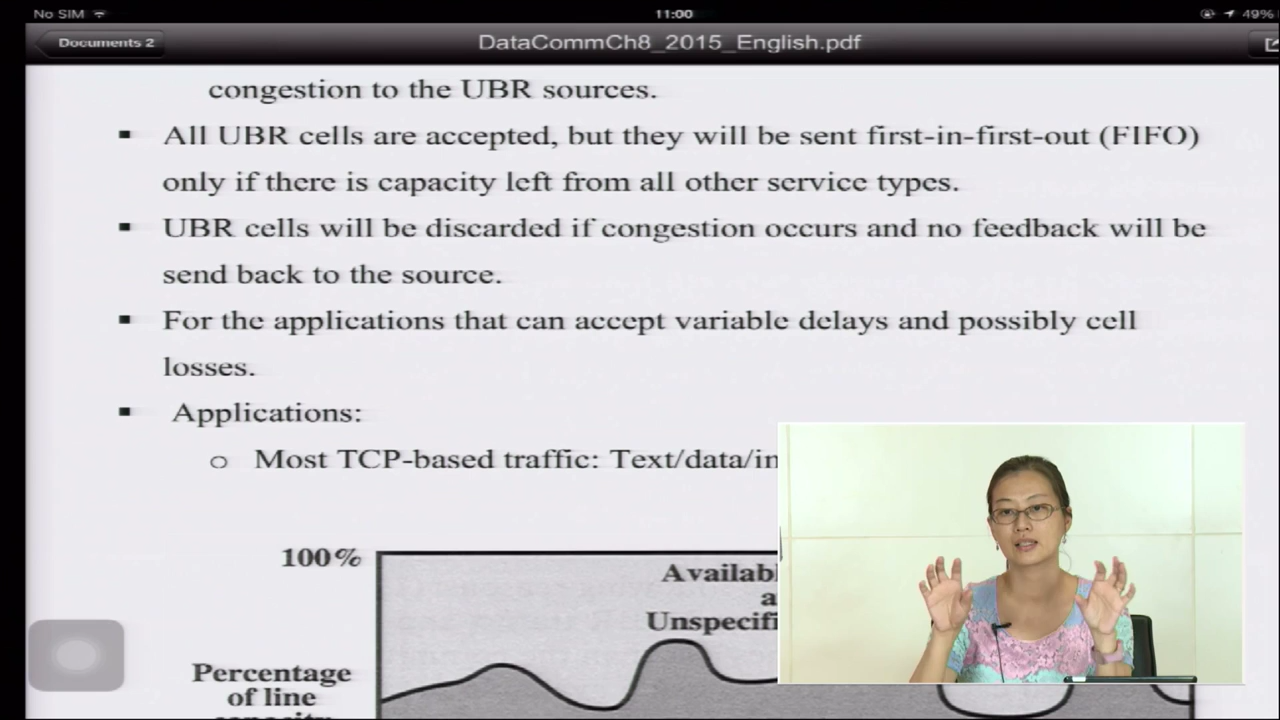 No SIM
11:00
49%
Documents 2
DataCommCh8_2015_English.pdf
congestion to the UBR sources.
▪ All UBR cells are accepted, but they will be sent first-in-first-out (FIFO)
only if there is capacity left from all other service types.
▪ UBR cells will be discarded if congestion occurs and no feedback will be
send back to the source.
▪ For the applications that can accept variable delays and possibly cell
losses.
▪ Applications:
o Most TCP-based traffic: Text/data/in
100%
Availabl
a
Unspecifi
Percentage
of line
capacity